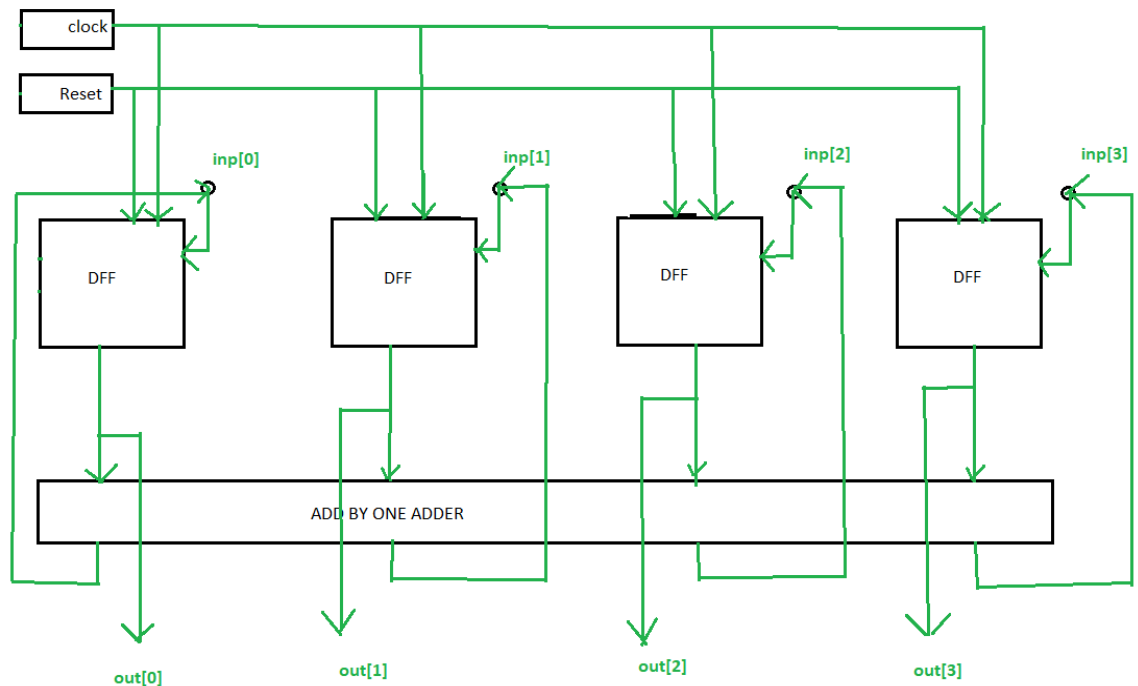 clock
Reset
inp[0]
inp[1]
inp[2]
inp[3]
DFF
DFF
DFF
DFF
ADD BY ONE ADDER
out[0]
out[1]
out[2]
out[3]